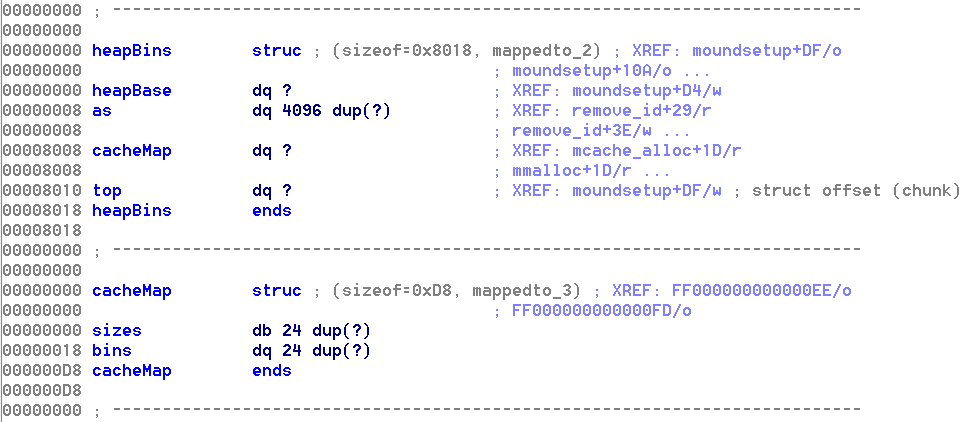 00000000 ; ---------------------------------------------------------------------------
00000000
00000000 heapBins        struc ; (sizeof=0x8018, mappedto_2) ; XREF: moundsetup+DF/o
00000000                                         ; moundsetup+10A/o ...
00000000 heapBase        dq ?                    ; XREF: moundsetup+D4/w
00000008 as              dq 4096 dup(?)          ; XREF: remove_id+29/r
00000008                                         ; remove_id+3E/w ...
00008008 cacheMap        dq ?                    ; XREF: mcache_alloc+1D/r
00008008                                         ; mmalloc+1D/r ...
00008010 top             dq ?                    ; XREF: moundsetup+DF/w ; struct offset (chunk)
00008018 heapBins        ends
00008018
00000000 ; ---------------------------------------------------------------------------
00000000
00000000 cacheMap        struc ; (sizeof=0xD8, mappedto_3) ; XREF: FF000000000000EE/o
00000000                                         ; FF000000000000FD/o
00000000 sizes           db 24 dup(?)
00000018 bins            dq 24 dup(?)
000000D8 cacheMap        ends
000000D8
00000000 ; ---------------------------------------------------------------------------